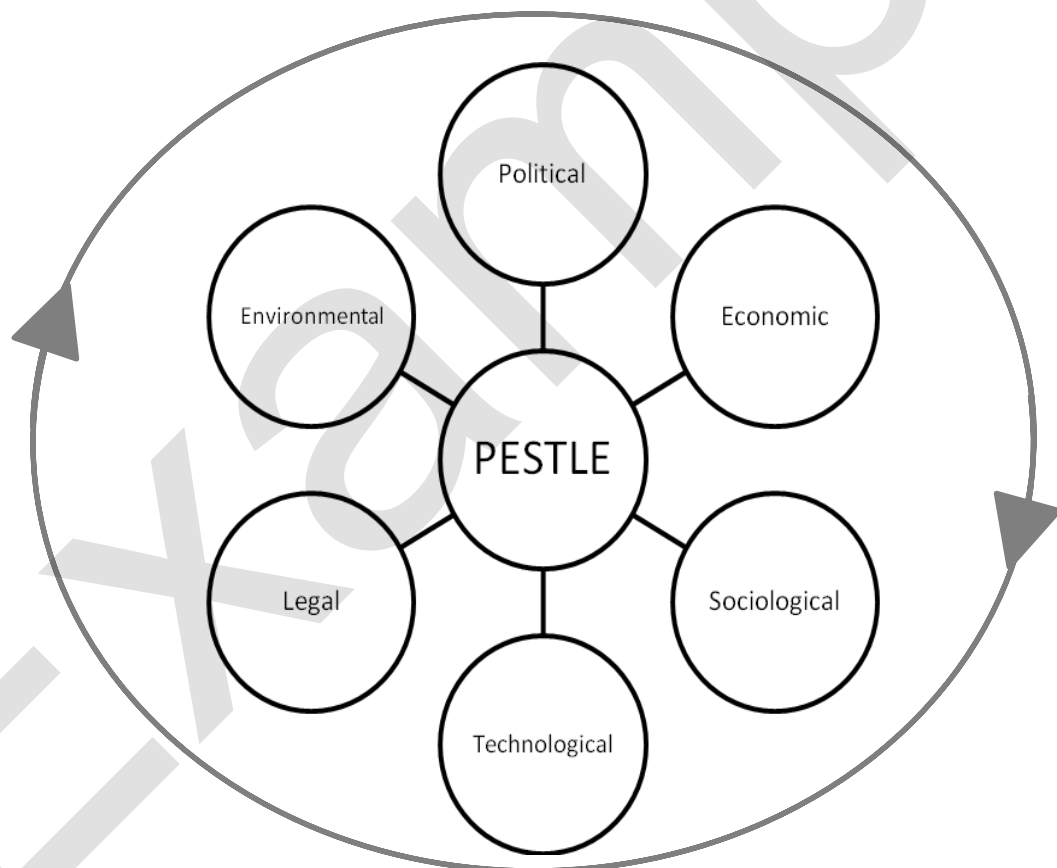 Political
Environmental
Economic
PESTLE
Legal
Sociological
Technological